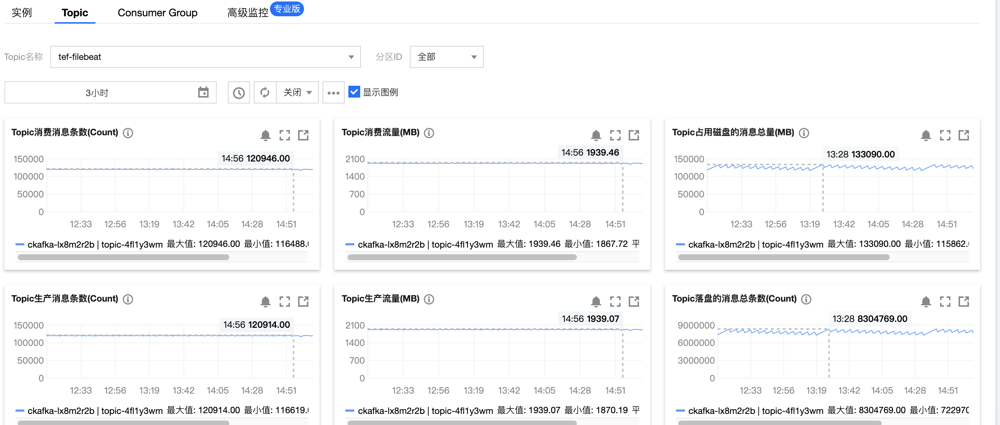 实例 Topic Consumer Group 高级监控 专业版
Topic名称 tef-filebeat 分区ID 全部
3小时 关闭 显示图例
Topic消费消息条数(Count)
14:56 120946.00
150000
100000
50000
0
12:33 12:56 13:19 13:42 14:05 14:28 14:51
ckafka-lx8m2r2b | topic-4fl1y3wm 最大值: 120946.00 最小值: 116488.
Topic消费流量(MB)
14:56 1939.46
2100
1400
700
0
12:33 12:56 13:19 13:42 14:05 14:28 14:51
ckafka-lx8m2r2b | topic-4fl1y3wm 最大值: 1939.46 最小值: 1867.72 平
Topic占用磁盘的消息总量(MB)
13:28 133090.00
150000
100000
50000
0
12:33 12:56 13:19 13:42 14:05 14:28 14:51
ckafka-lx8m2r2b | topic-4fl1y3wm 最大值: 133090.00 最小值: 115862.
Topic生产消息条数(Count)
14:56 120914.00
150000
100000
50000
0
12:33 12:56 13:19 13:42 14:05 14:28 14:51
ckafka-lx8m2r2b | topic-4fl1y3wm 最大值: 120914.00 最小值: 116619.
Topic生产流量(MB)
14:56 1939.07
2100
1400
700
0
12:33 12:56 13:19 13:42 14:05 14:28 14:51
ckafka-lx8m2r2b | topic-4fl1y3wm 最大值: 1939.07 最小值: 1870.19 平
Topic落盘的消息总条数(Count)
13:28 8304769.00
9000000
6000000
3000000
0
12:33 12:56 13:19 13:42 14:05 14:28 14:51
ckafka-lx8m2r2b | topic-4fl1y3wm 最大值: 8304769.00 最小值: 722970